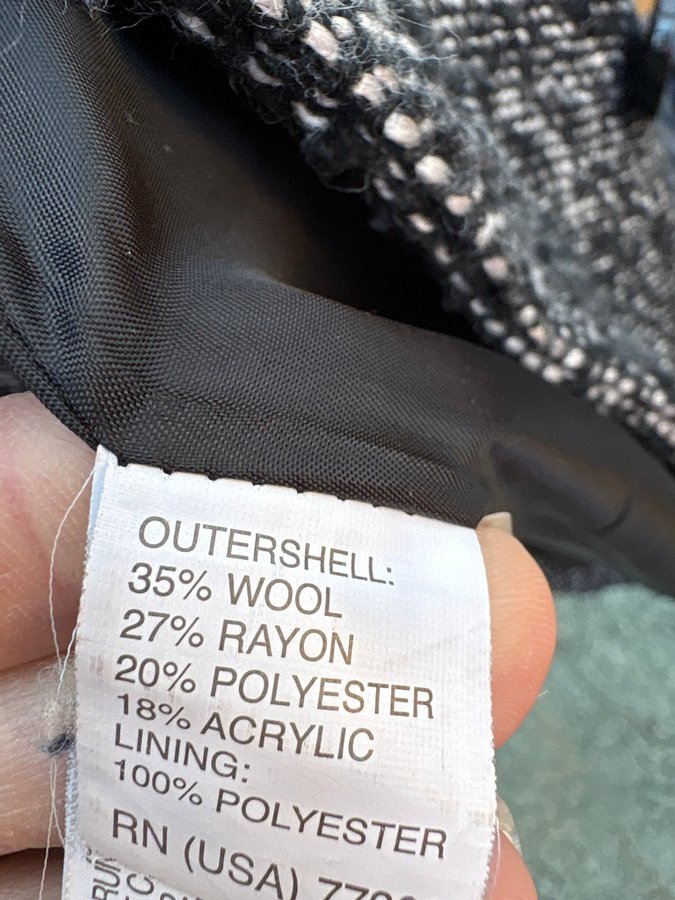 OUTERSHELL:
35% WOOL
27% RAYON
20% POLYESTER
18% ACRYLIC
LINING:
100% POLYESTER
RN (USA)